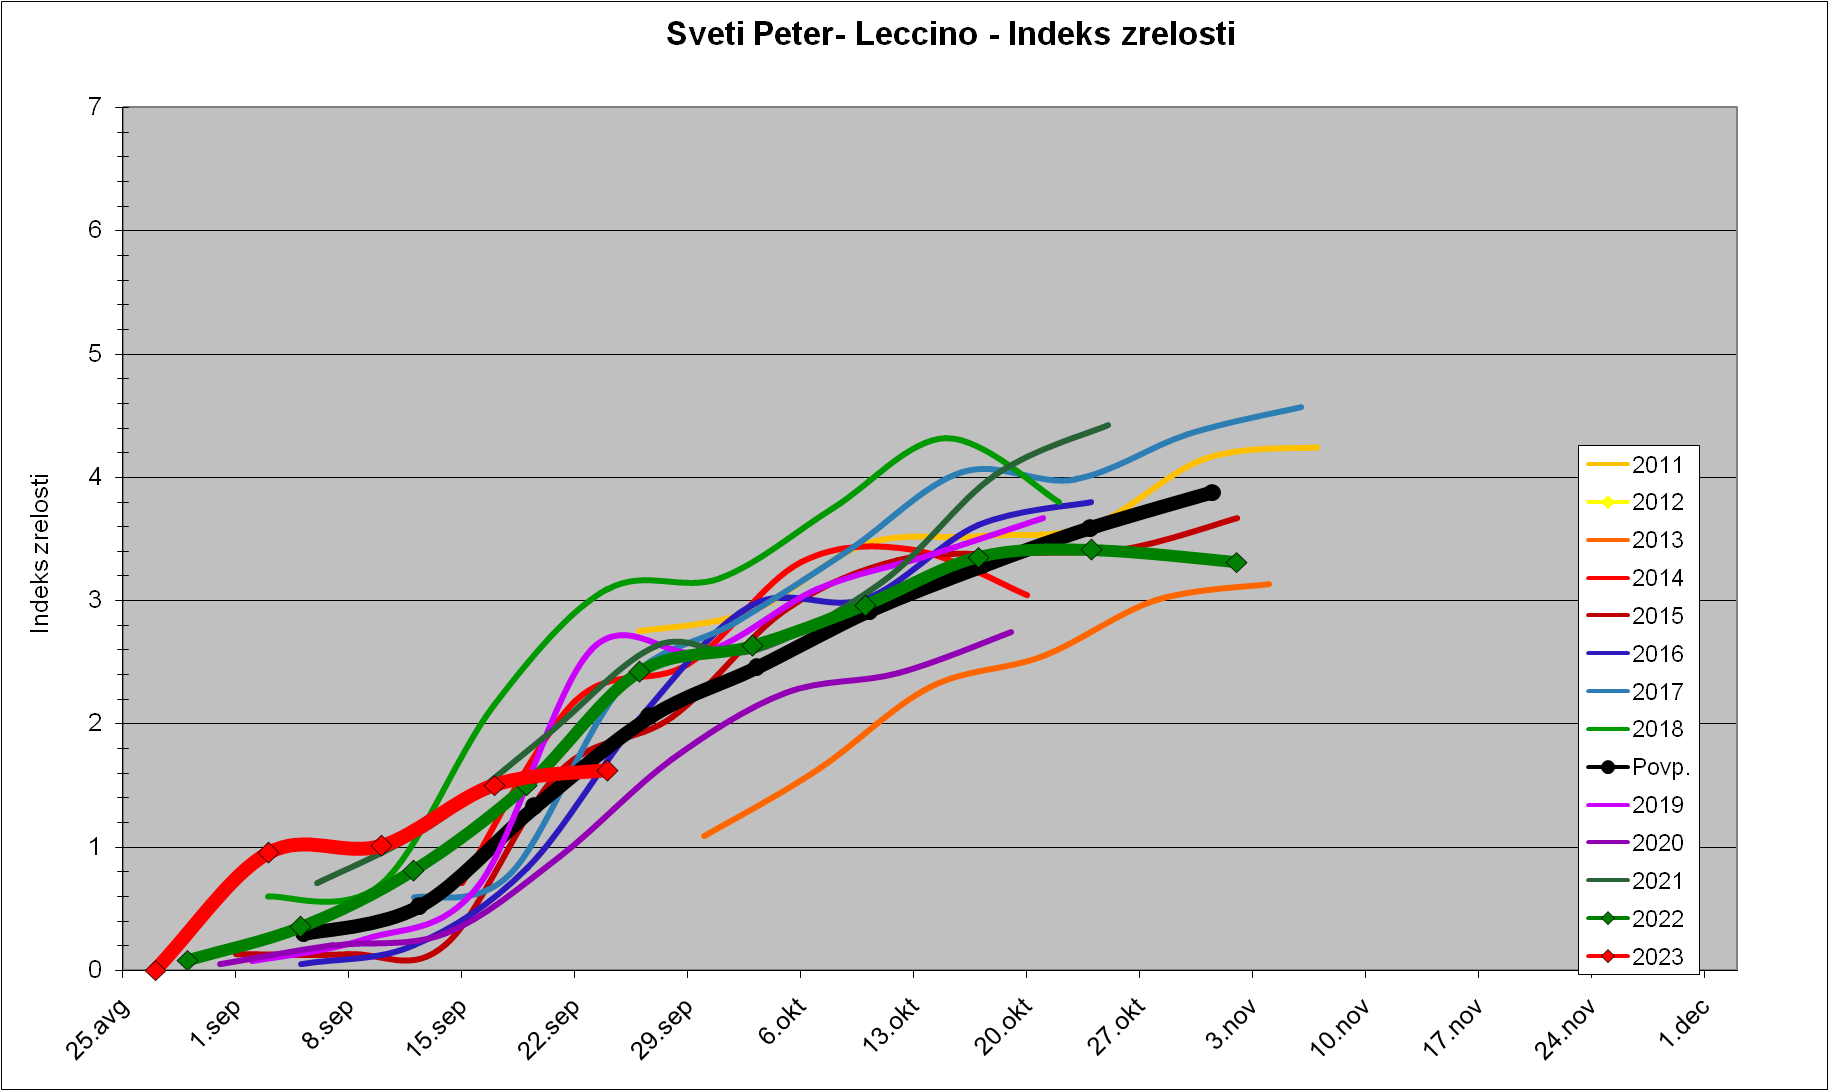 Sveti Peter- Leccino - Indeks zrelosti
7
6
5
4
3
2
1
0
Indeks zrelosti
25.avg
1.sep
8.sep
15.sep
22.sep
29.sep
6.okt
13.okt
20.okt
27.okt
3.nov
10.nov
17.nov
24.nov
1.dec
2011
2012
2013
2014
2015
2016
2017
2018
Povp.
2019
2020
2021
2022
2023